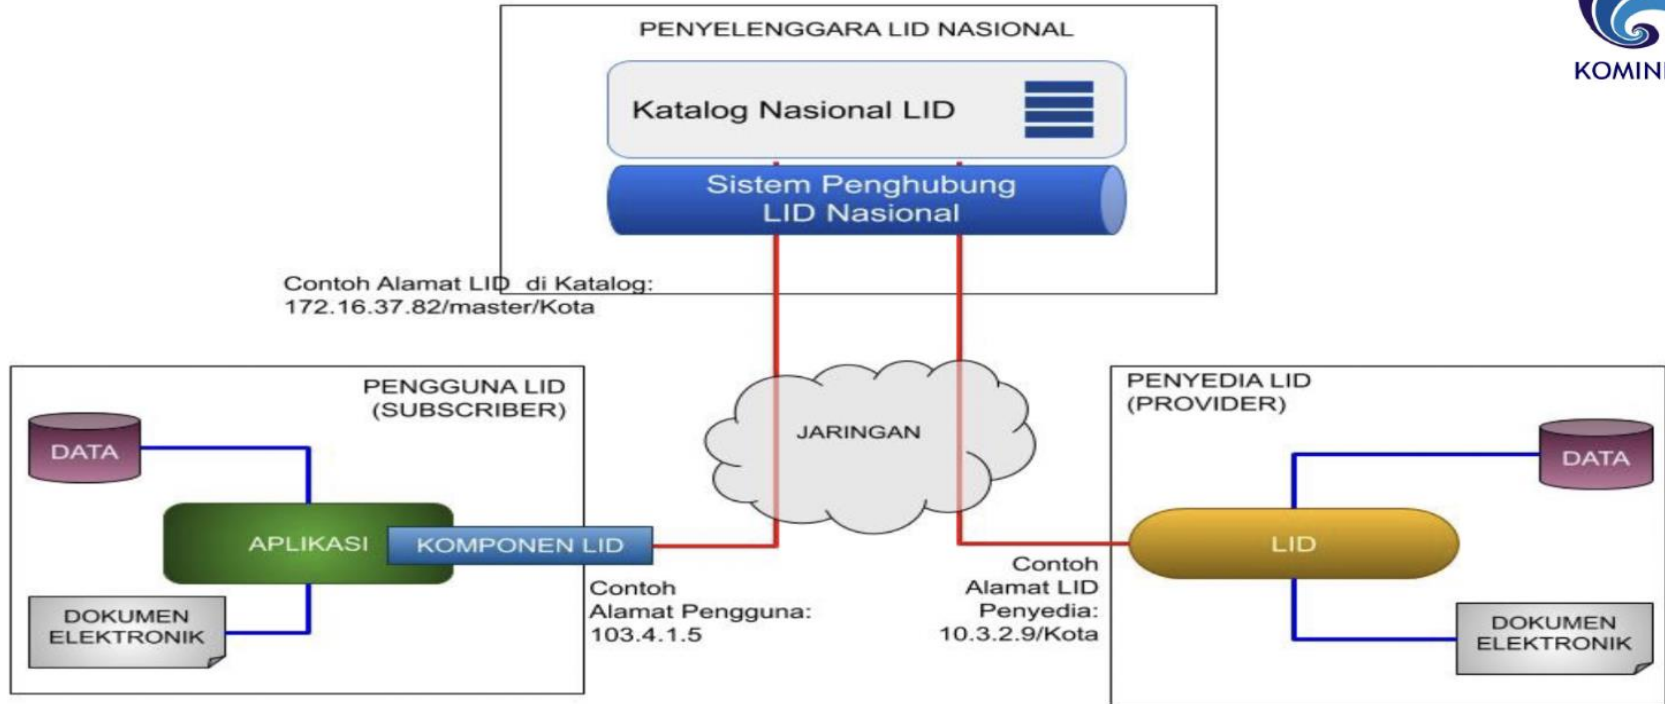 PENYELENGGARA LID NASIONAL
Katalog Nasional LID
Sistem Penghubung
LID Nasional
KOMIN
Contoh Alamat LID di Katalog:
172.16.37.82/master/Kota
PENGGUNA LID
(SUBSCRIBER)
DATA
APLIKASI
KOMPONEN LID
DOKUMEN
ELEKTRONIK
Contoh
Alamat Pengguna:
103.4.1.5
JARINGAN
Contoh
Alamat LID
Penyedia:
10.3.2.9/Kota
PENYEDIA LID
(PROVIDER)
DATA
LID
DOKUMEN
ELEKTRONIK